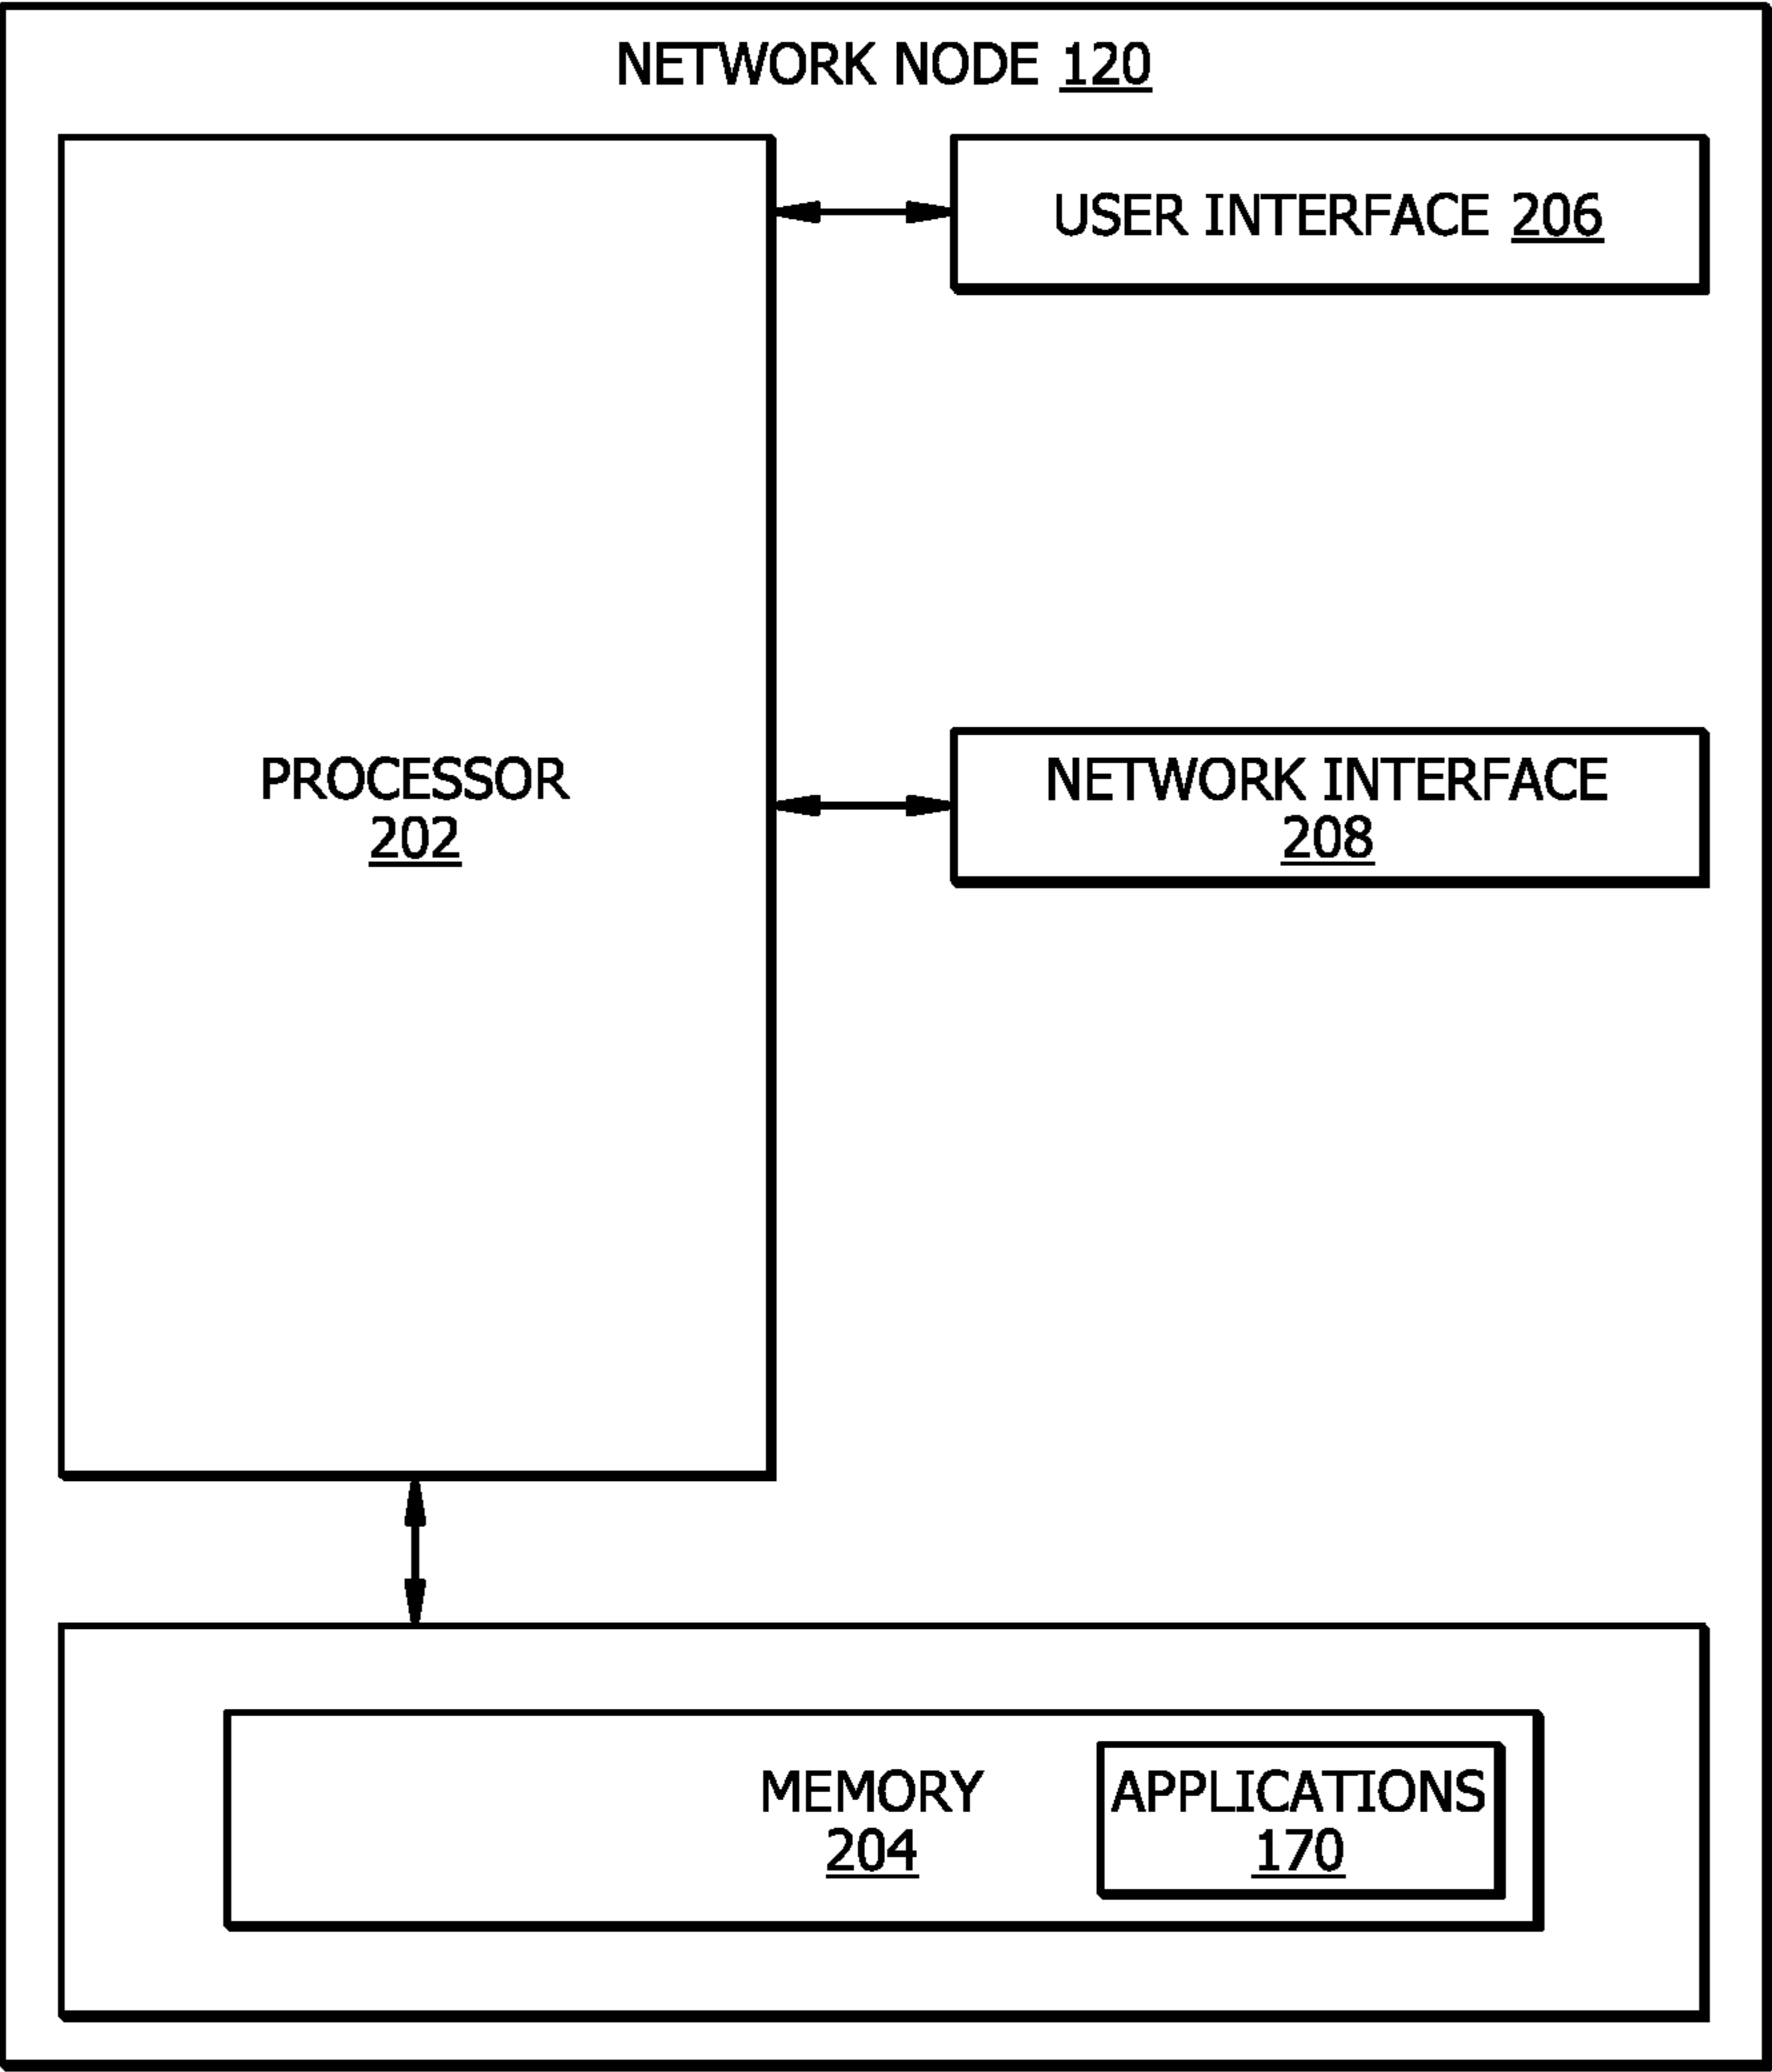 NETWORK NODE 120
USER INTERFACE 206
PROCESSOR
202
NETWORK INTERFACE
208
MEMORY
204
APPLICATIONS
170